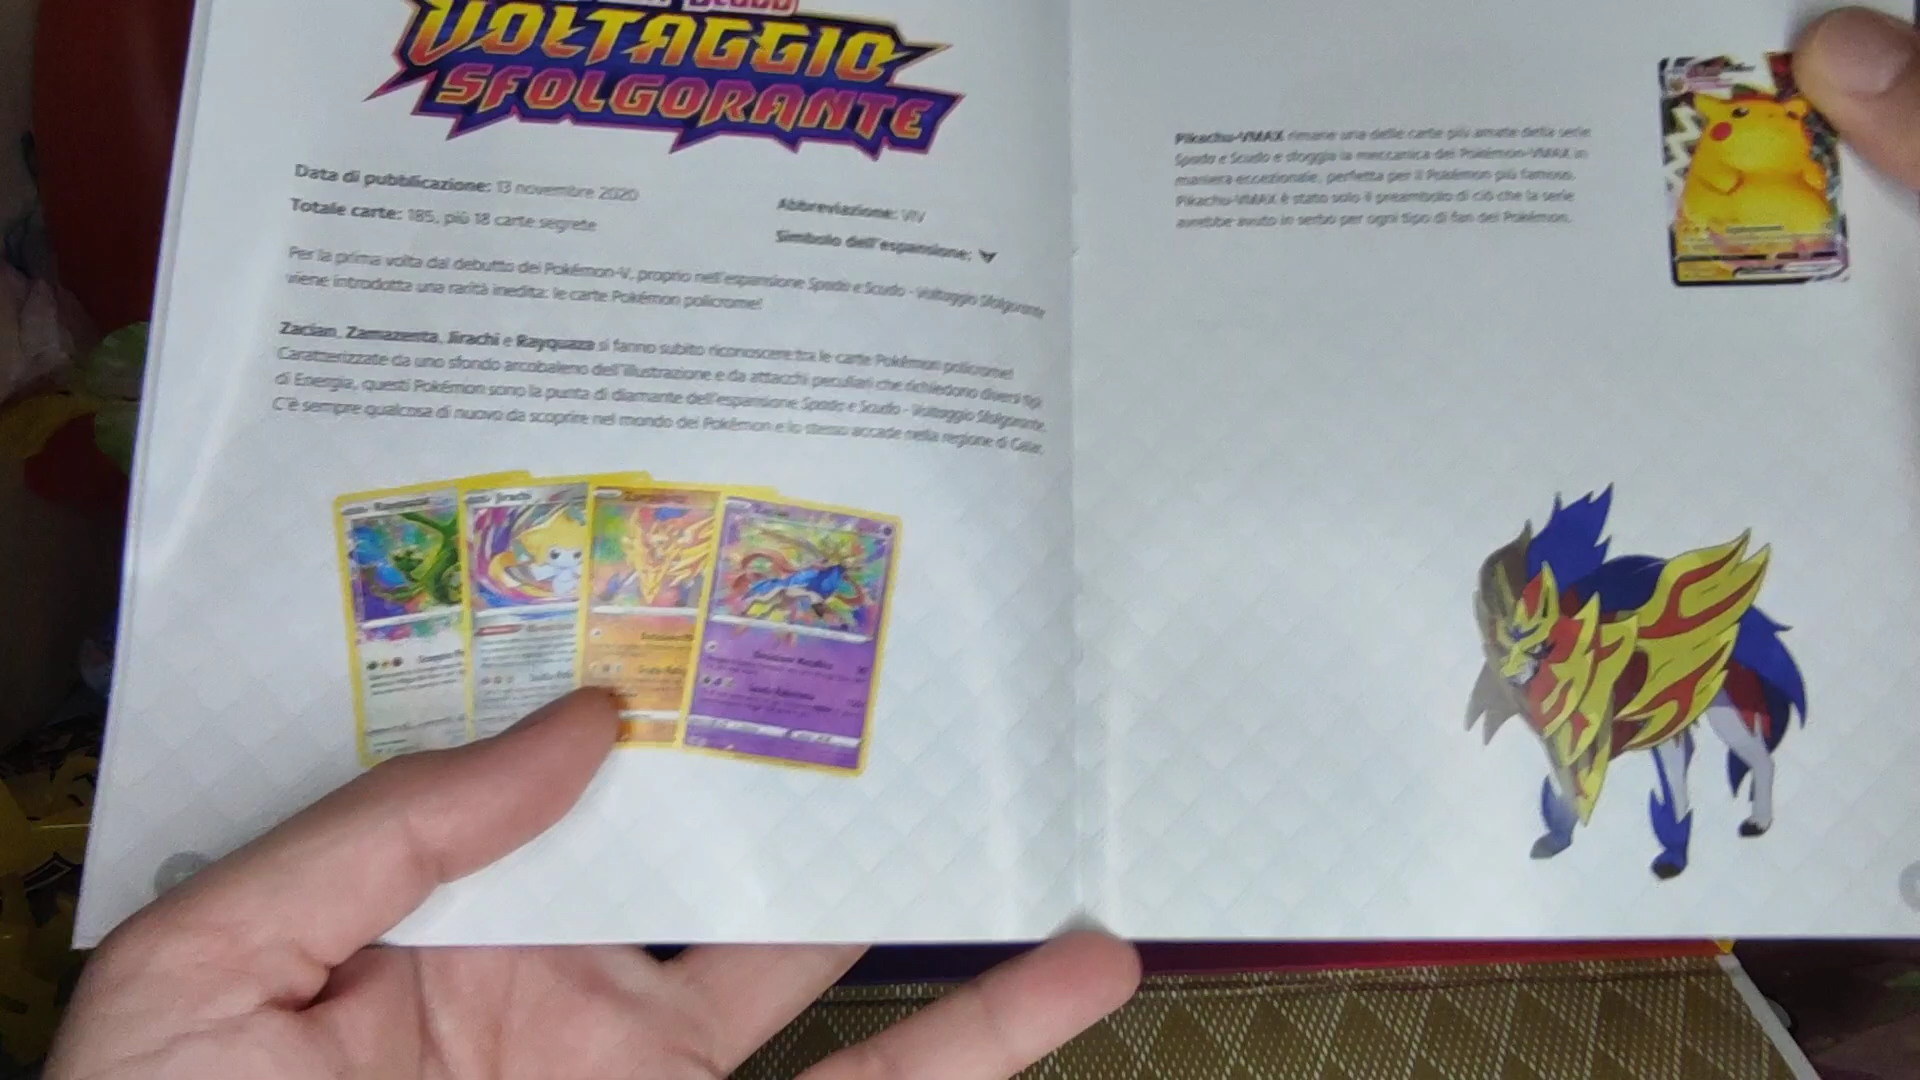 VOLTAGGIO
SFOLGORANTE
Data di pubblicazione: 13 novembre 2020
Totale carte: 185, più 18 carte segrete
Abbreviazione: VIV
Simbolo dell'espansione:
Per la prima volta dal debutto dei Pokémon-V, proprio nell'espansione Spada e Scudo - Voltaggio Sfolgorante
viene introdotta una rarità inedita: le carte Pokémon policrome!
Zacian, Zamazenta, Jirachi e Rayquaza si fanno subito riconoscere tra le carte Pokémon policrome!
Caratterizzate da uno sfondo arcobaleno dell'illustrazione e da attacchi peculiari che richiedono diversi tipi
di Energia, questi Pokémon sono la punta di diamante dell'espansione Spada e Scudo - Voltaggio Sfolgorante.
C'è sempre qualcosa di nuovo da scoprire nel mondo dei Pokémon e lo stesso accade nella regione di Galar.
Rayquaza
Jirachi
Zamazenta
Zacian
Pikachu-VMAX rimane una delle carte più amate della serie
Spada e Scudo e sfoggia la meccanica dei Pokémon-VMAX in
maniera eccezionale, perfetta per il Pokémon più famoso.
Pikachu-VMAX è stato solo il preambolo di ciò che la serie
avrebbe avuto in serbo per ogni tipo di fan dei Pokémon.